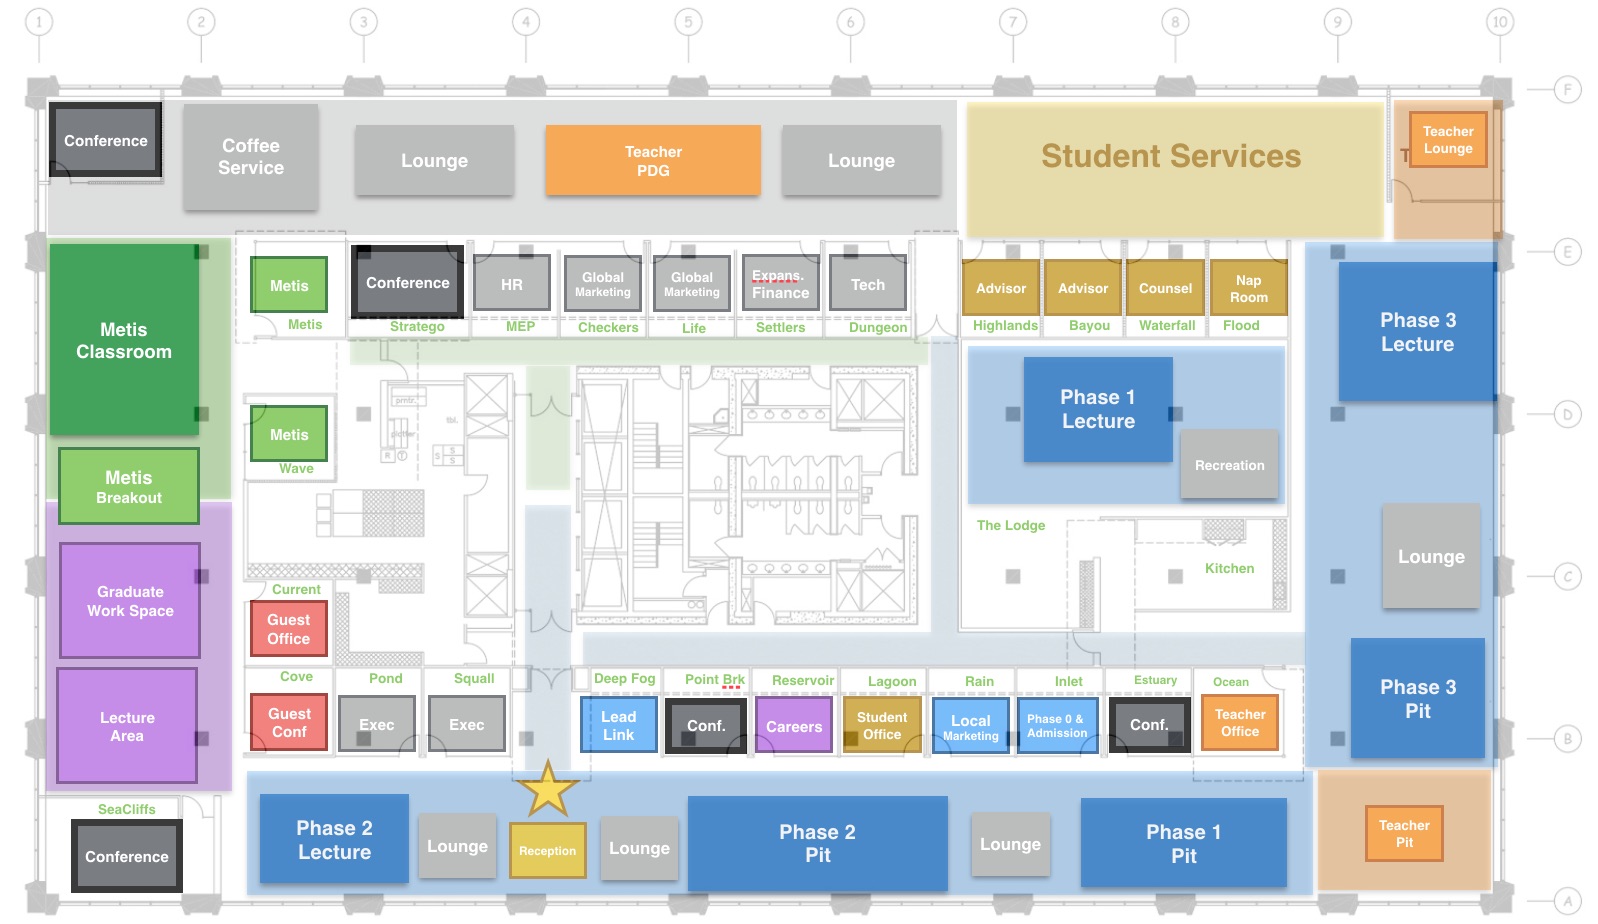 1 2 3 4 5 6 7 8 9 10
F
Conference
Coffee
Service
Lounge
Teacher
PDG
Lounge
Student Services
T
Teacher
Lounge
E
Metis
Classroom
Metis
Metis
Conference
Stratego
HR
MEP
Global
Marketing
Checkers
Global
Marketing
Life
Expans.
Finance
Settlers
Tech
Dungeon
Advisor
Highlands
Advisor
Bayou
Counsel
Waterfall
Nap
Room
Flood
Phase 3
Lecture
Phase 1
Lecture
Recreation
D
prntr.
plotter
tbl.
R T
S S
S
Metis
Wave
Metis
Breakout
The Lodge
Kitchen
Lounge
C
Graduate
Work Space
Current
Guest
Office
Lecture
Area
Cove
Guest
Conf
Pond
Exec
Squall
Exec
Deep Fog
Lead
Link
Point Brk
Conf.
Reservoir
Careers
Lagoon
Student
Office
Rain
Local
Marketing
Inlet
Phase 0 &
Admission
Estuary
Conf.
Ocean
Teacher
Office
Phase 3
Pit
B
SeaCliffs
Conference
Phase 2
Lecture
Lounge
Reception
Lounge
Phase 2
Pit
Lounge
Phase 1
Pit
Teacher
Pit
A